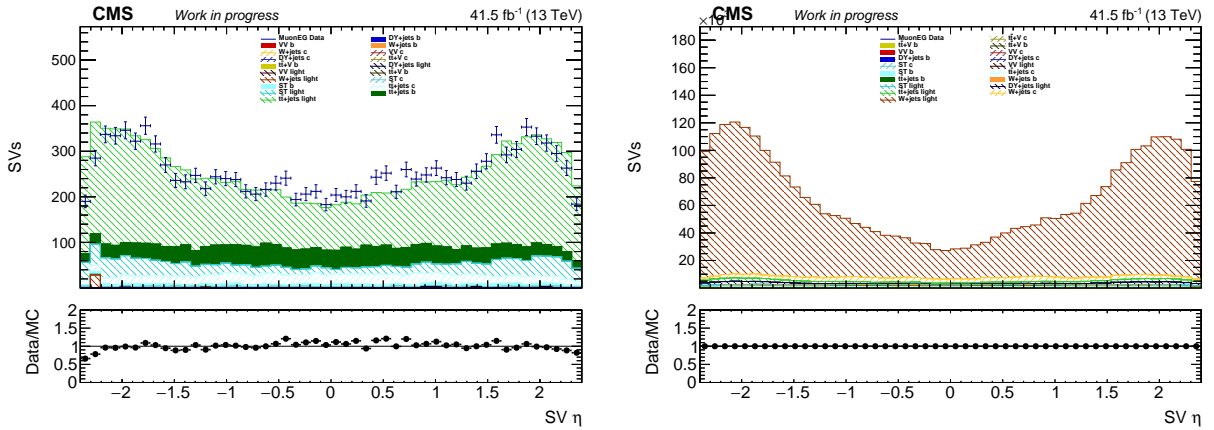 CMS Work in progress 41.5 fb⁻¹ (13 TeV)
SVs
500
400
300
200
100
MuonEG Data
VV b
W+jets c
DY+jets c
tt̄+V b
VV light
W+jets light
ST b
ST light
tt̄+jets light
DY+jets b
W+jets b
VV c
tt̄+V c
DY+jets light
tt̄+V b
ST c
tt̄+jets c
tt̄+jets b
Data/MC
2
1.5
1
0.5
0
−2 −1.5 −1 −0.5 0 0.5 1 1.5 2
SV η
CMS Work in progress 41.5 fb⁻¹ (13 TeV)
SVs
180
160
140
120
100
80
60
40
20
MuonEG Data
tt̄+V b
VV b
DY+jets b
ST c
ST b
tt̄+jets b
ST light
tt̄+jets light
W+jets light
tt̄+V c
tt̄+V b
VV c
DY+jets c
VV light
tt̄+jets c
W+jets b
DY+jets light
W+jets c
Data/MC
2
1.5
1
0.5
0
−2 −1.5 −1 −0.5 0 0.5 1 1.5 2
SV η